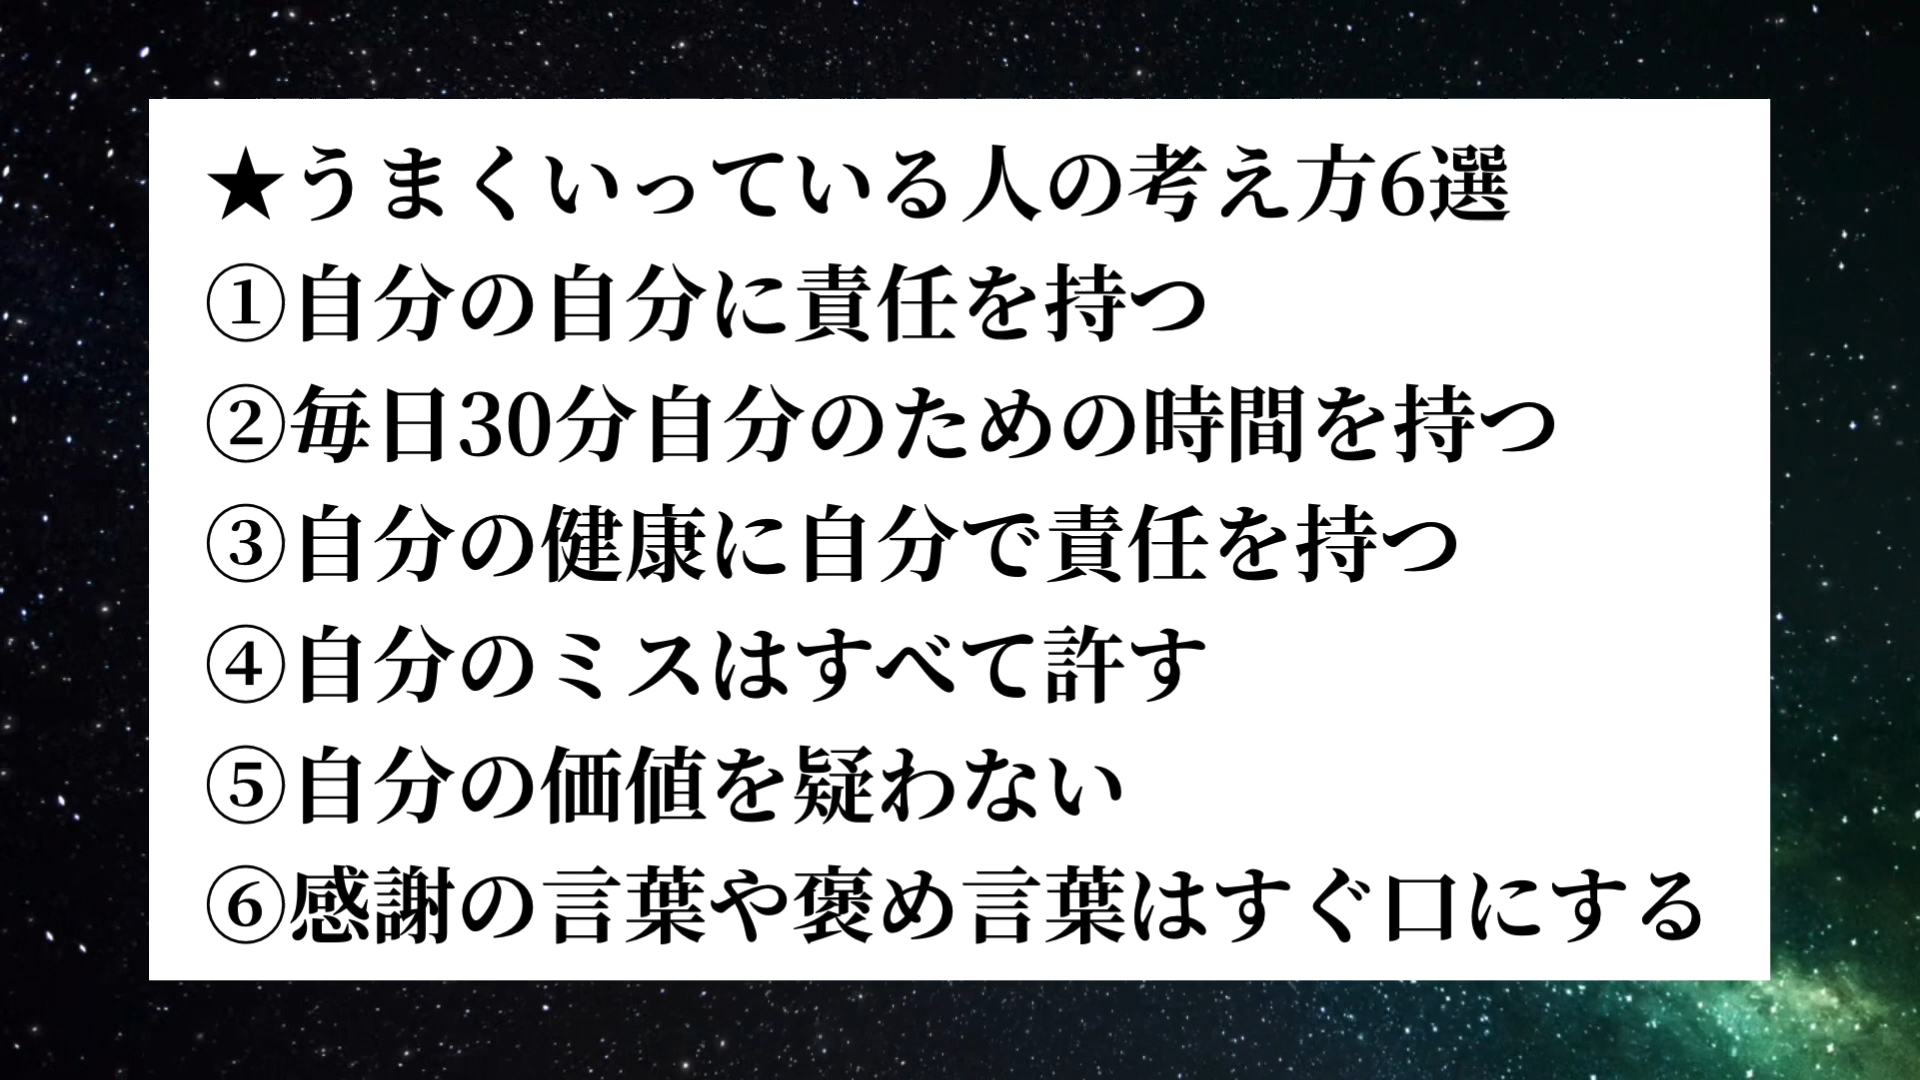 ★うまくいっている人の考え方6選
①自分の自分に責任を持つ
②毎日30分自分のための時間を持つ
③自分の健康に自分で責任を持つ
④自分のミスはすべて許す
⑤自分の価値を疑わない
⑥感謝の言葉や褒め言葉はすぐ口にする